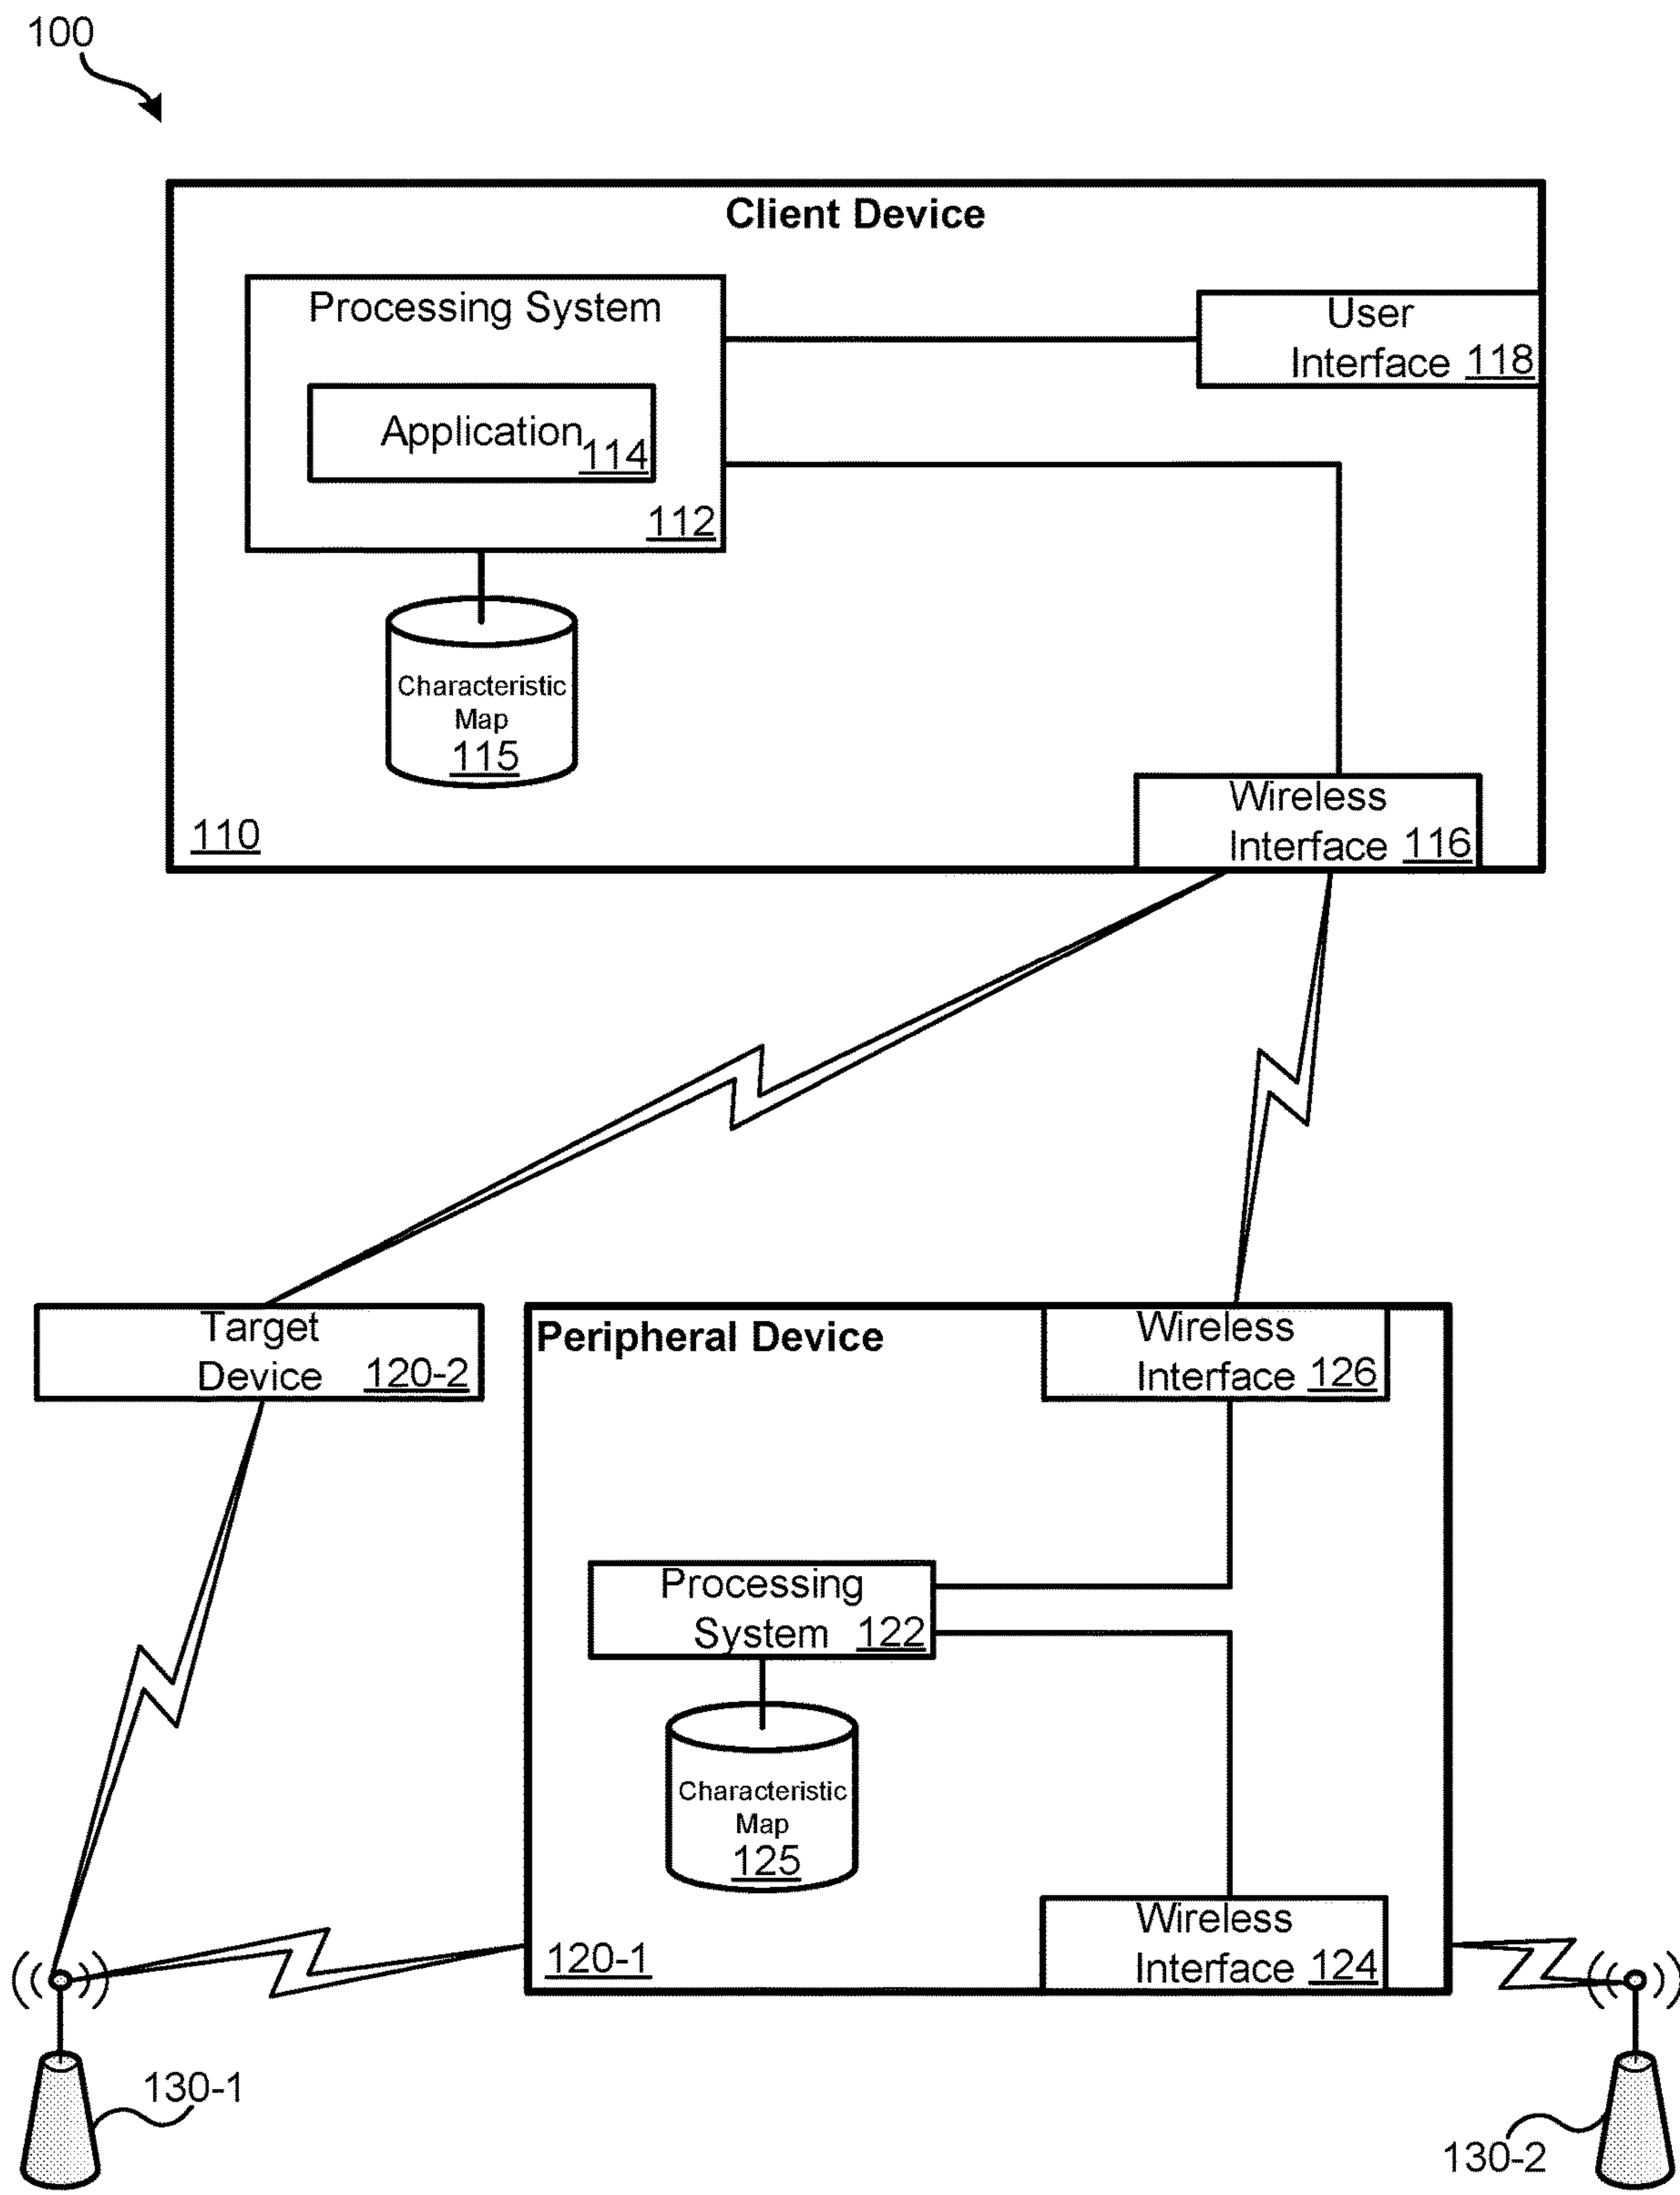 100
Client Device
Processing System
Application 114
112
User
Interface 118
Characteristic
Map
115
110
Wireless
Interface 116
Target
Device 120-2
Peripheral Device
Wireless
Interface 126
Processing
System 122
Characteristic
Map
125
120-1
Wireless
Interface 124
130-1
130-2